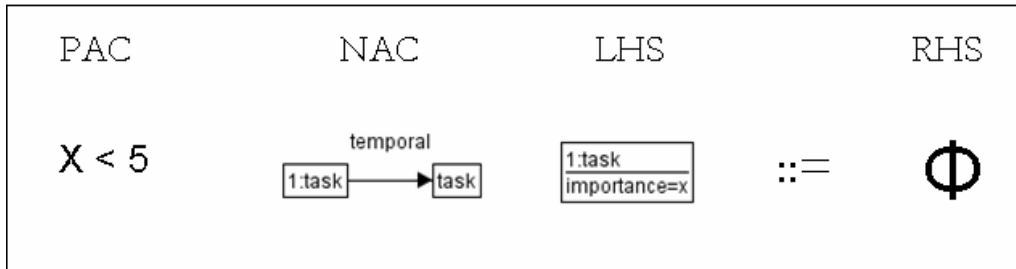 PAC NAC LHS RHS
X < 5
temporal
1:task task
1:task
importance=x
::=
Φ